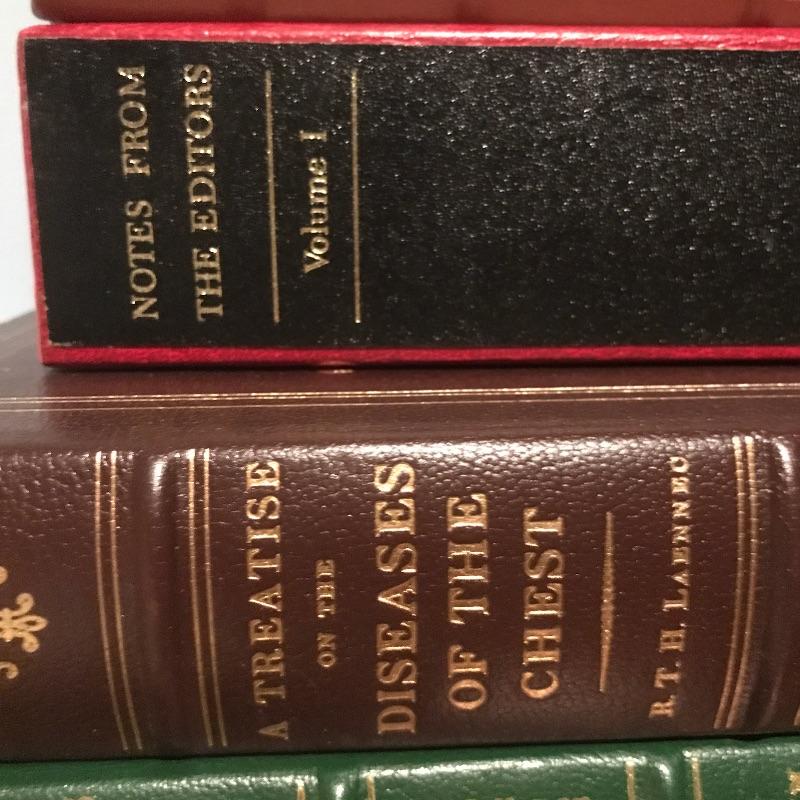 NOTES FROM
THE EDITORS
Volume I
A TREATISE
ON THE
DISEASES
OF THE
CHEST
R. T. H. LAENNEC